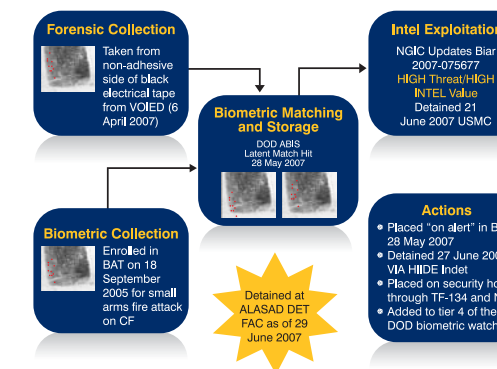 Forensic Collection
Taken from
non-adhesive
side of black
electrical tape
from VOIED (6
April 2007)
Biometric Matching
and Storage
DOD ABIS
Latent Match Hit
28 May 2007
Intel Exploitation
NGIC Updates Biar
2007-075677
HIGH Threat/HIGH
INTEL Value
Detained 21
June 2007 USMC
Biometric Collection
Enrolled in
BAT on 18
September
2005 for small
arms fire attack
on CF
Detained at
ALASAD DET
FAC as of 29
June 2007
Actions
Placed "on alert" in
28 May 2007
Detained 27 June
VIA HIIDE Indet
Placed on security
through TF-134 and
Added to tier 4 of the
DOD biometric